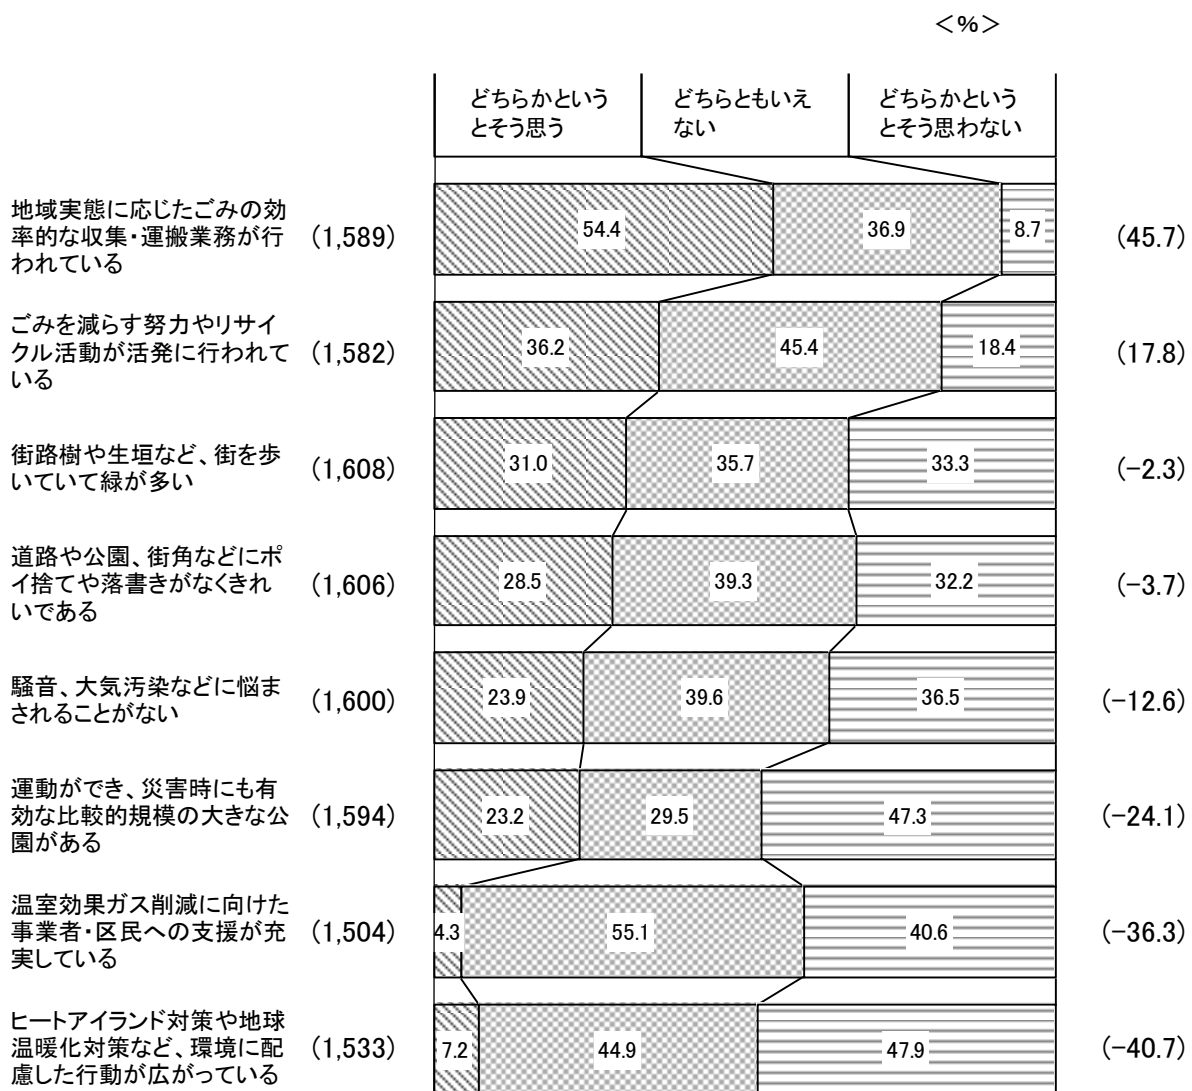 ＜％＞
どちらかという
とそう思う
どちらともいえ
ない
どちらかという
とそう思わない
地域実態に応じたごみの効
率的な収集・運搬業務が行
われている
（1,589）
54.4
36.9
8.7
（45.7）
ごみを減らす努力やリサイ
クル活動が活発に行われて
いる
（1,582）
36.2
45.4
18.4
（17.8）
街路樹や生垣など、街を歩
いていて緑が多い
（1,608）
31.0
35.7
33.3
（-2.3）
道路や公園、街角などにポ
イ捨てや落書きがなくきれ
いである
（1,606）
28.5
39.3
32.2
（-3.7）
騒音、大気汚染などに悩ま
されることがない
（1,600）
23.9
39.6
36.5
（-12.6）
運動ができ、災害時にも有
効な比較的規模の大きな公
園がある
（1,594）
23.2
29.5
47.3
（-24.1）
温室効果ガス削減に向けた
事業者・区民への支援が充
実している
（1,504）
4.3
55.1
40.6
（-36.3）
ヒートアイランド対策や地球
温暖化対策など、環境に配
慮した行動が広がっている
（1,533）
7.2
44.9
47.9
（-40.7）